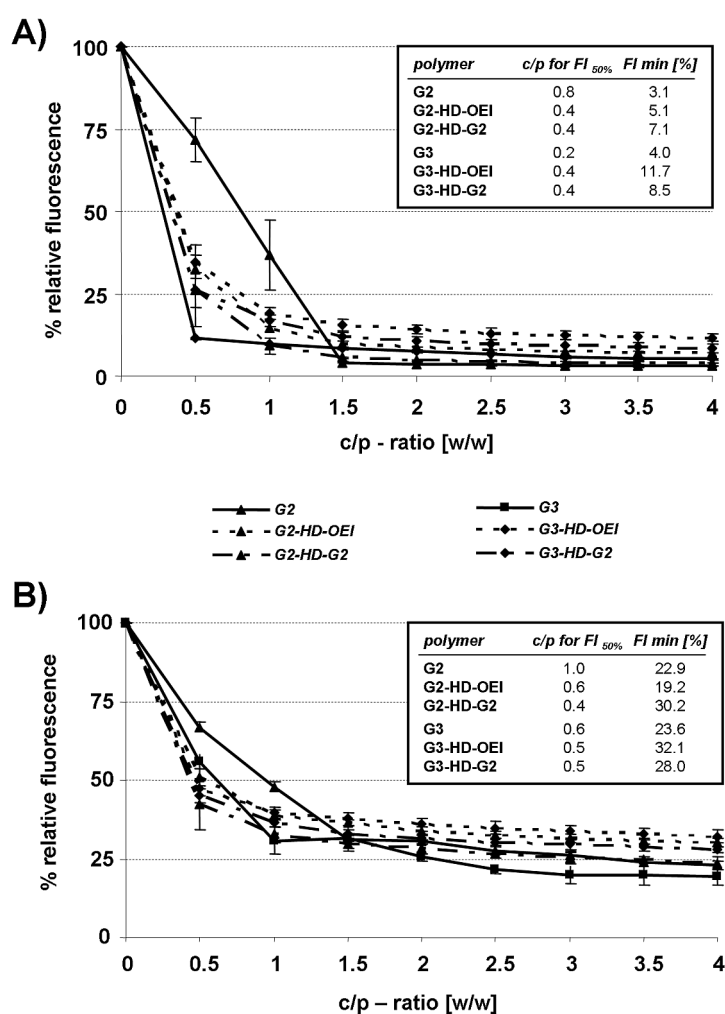 A)
polymer c/p for Fl 50% Fl min [%]
G2 0.8 3.1
G2-HD-OEI 0.4 5.1
G2-HD-G2 0.4 7.1
G3 0.2 4.0
G3-HD-OEI 0.4 11.7
G3-HD-G2 0.4 8.5
% relative fluorescence
100
75
50
25
0
0 0.5 1 1.5 2 2.5 3 3.5 4
c/p - ratio [w/w]
G2 G3
G2-HD-OEI G3-HD-OEI
G2-HD-G2 G3-HD-G2
B)
polymer c/p for Fl 50% Fl min [%]
G2 1.0 22.9
G2-HD-OEI 0.6 19.2
G2-HD-G2 0.4 30.2
G3 0.6 23.6
G3-HD-OEI 0.5 32.1
G3-HD-G2 0.5 28.0
% relative fluorescence
100
75
50
25
0
0 0.5 1 1.5 2 2.5 3 3.5 4
c/p – ratio [w/w]